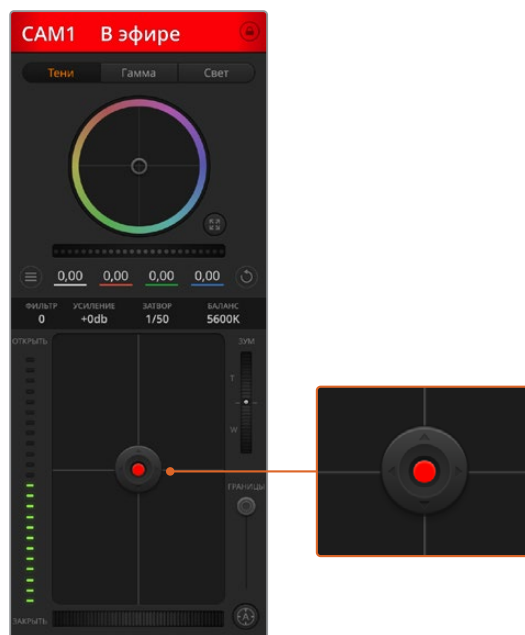 CAM1 В эфире
Тени Гамма Свет
0,00 0,00 0,00 0,00
ФИЛЬТР УСИЛЕНИЕ ЗАТВОР БАЛАНС
0 +0db 1/50 5600K
ОТКРЫТЬ ЗУМ
T
W
ГРАНИЦЫ
ЗАКРЫТЬ A